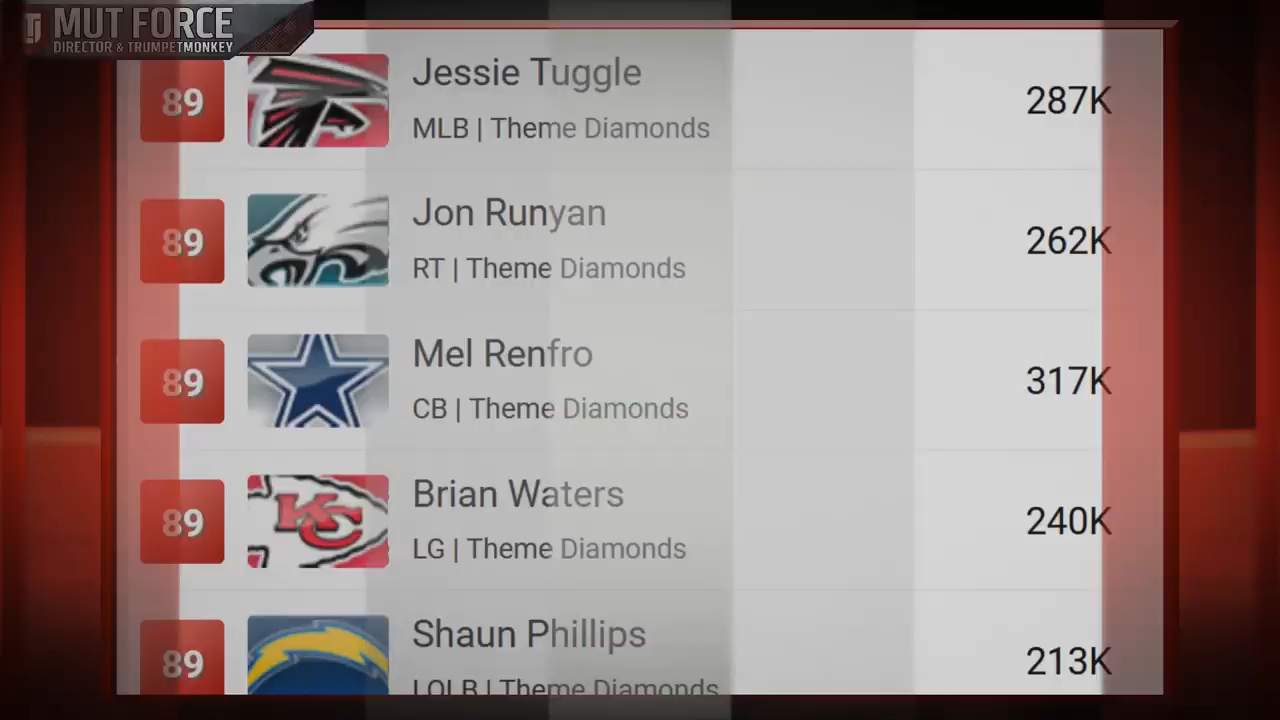 MUT FORCE
DIRECTOR & TRUMPETMONKEY
89
Jessie Tuggle
287K
MLB | Theme Diamonds
89
Jon Runyan
262K
RT | Theme Diamonds
89
Mel Renfro
317K
CB | Theme Diamonds
89
KC
Brian Waters
240K
LG | Theme Diamonds
89
Shaun Phillips
213K
LOLB | Theme Diamonds